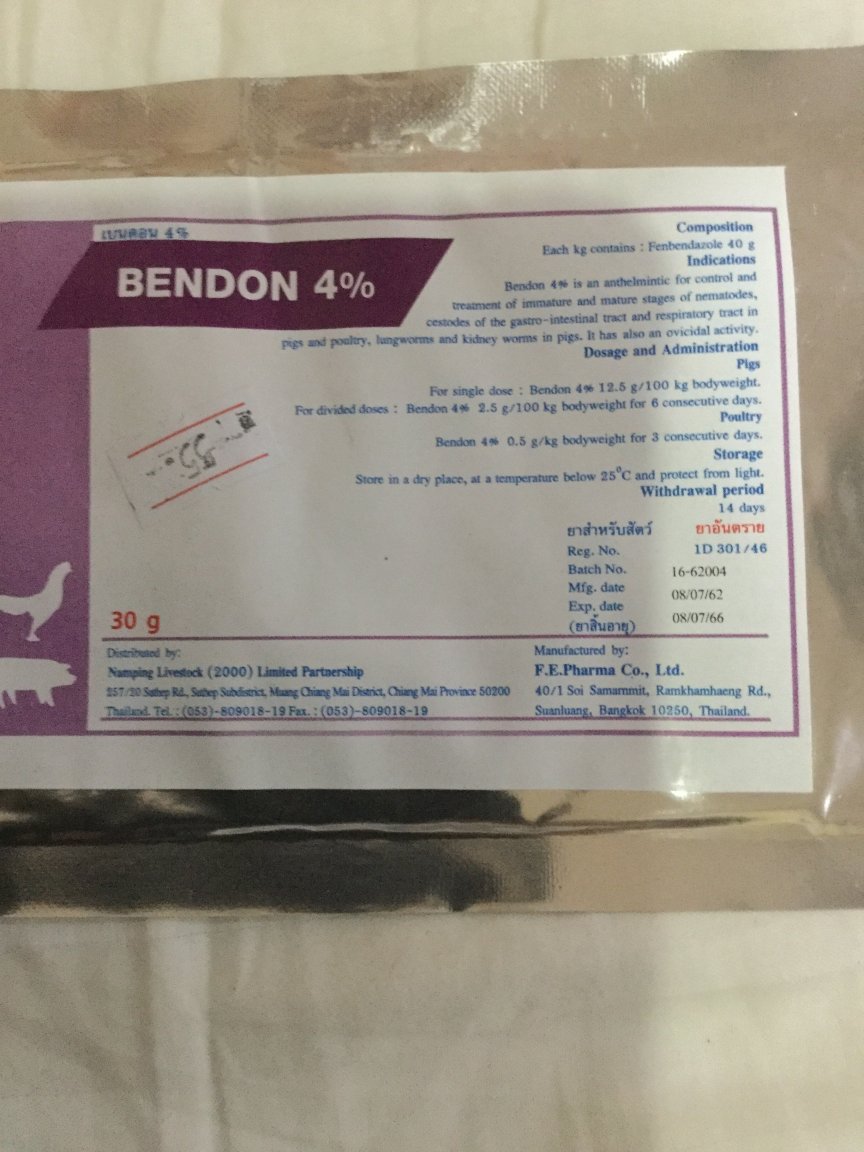 เบนดอน 4%
BENDON 4%
Composition
Each kg contains : Fenbendazole 40 g
Indications
Bendon 4% is an anthelmintic for control and
treatment of immature and mature stages of nematodes,
cestodes of the gastro-intestinal tract and respiratory tract in
pigs and poultry, lungworms and kidney worms in pigs. It has also an ovicidal activity.
Dosage and Administration
Pigs
For single dose : Bendon 4% 12.5 g/100 kg bodyweight.
For divided doses : Bendon 4% 2.5 g/100 kg bodyweight for 6 consecutive days.
Poultry
Bendon 4% 0.5 g/kg bodyweight for 3 consecutive days.
Storage
Store in a dry place, at a temperature below 25°C and protect from light.
Withdrawal period
14 days
ยาสำหรับสัตว์ ยาอันตราย
Reg. No. 1D 301/46
Batch No. 16-62004
Mfg. date 08/07/62
Exp. date 08/07/66
(ยาสิ้นอายุ)
30 g
Distributed by:
Namping Livestock (2000) Limited Partnership
257/20 Suthep Rd., Suthep Subdistrict, Muang Chiang Mai District, Chiang Mai Province 50200
Thailand. Tel. : (053)-809018-19 Fax. : (053)-809018-19
Manufactured by:
F.E.Pharma Co., Ltd.
40/1 Soi Samammit, Ramkhamhaeng Rd.,
Suanluang, Bangkok 10250, Thailand.